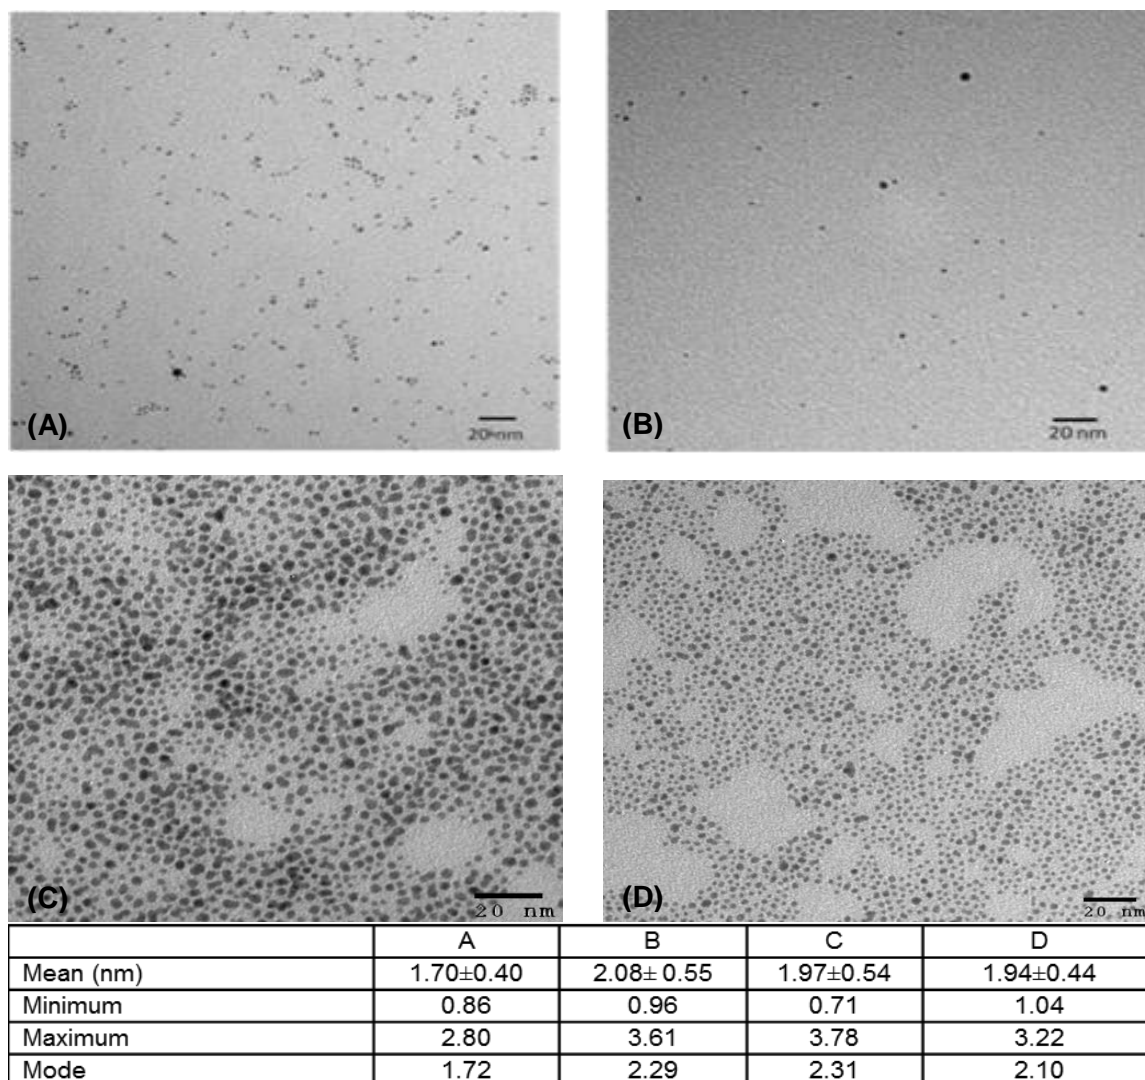 (A)
20 nm
(B)
20 nm
(C)
20 nm
(D)
20 nm
A B C D
Mean (nm) 1.70±0.40 2.08± 0.55 1.97±0.54 1.94±0.44
Minimum 0.86 0.96 0.71 1.04
Maximum 2.80 3.61 3.78 3.22
Mode 1.72 2.29 2.31 2.10